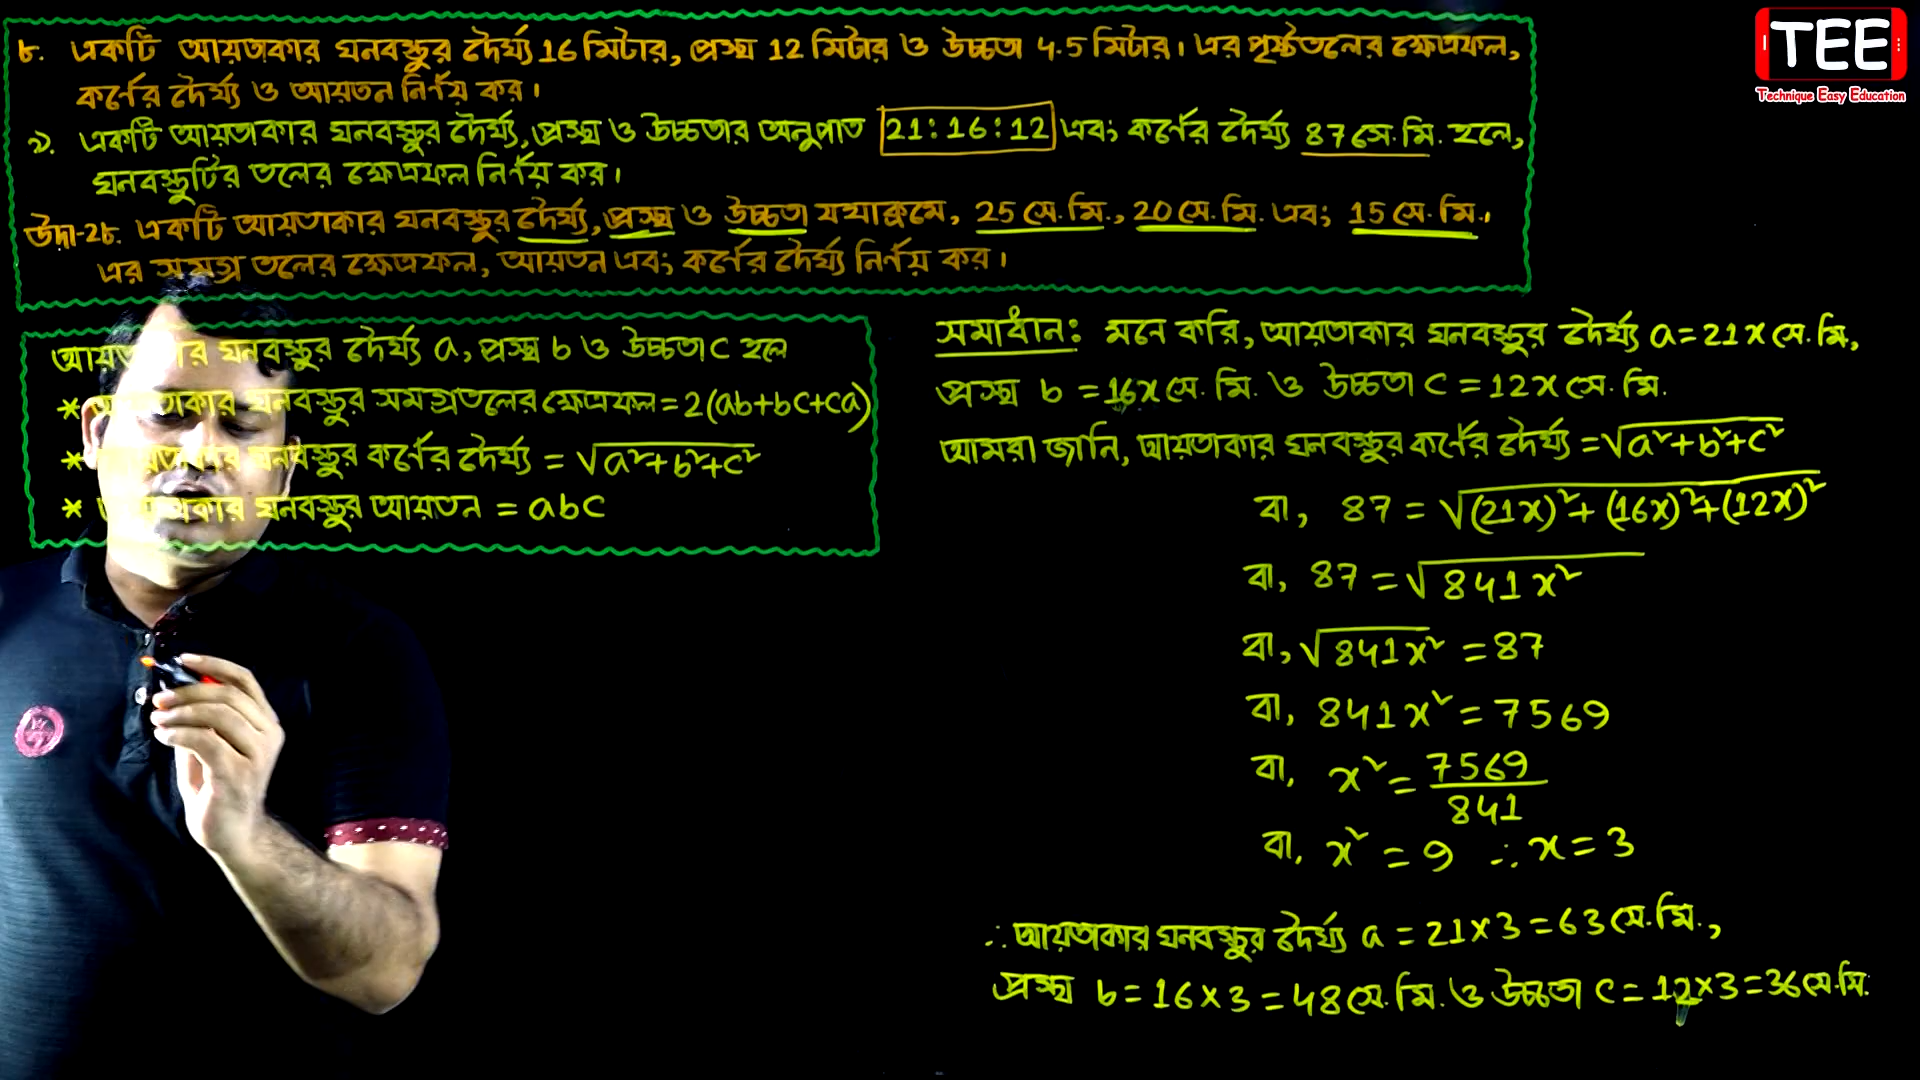 ৮. একটি আয়তাকার ঘনবস্তুর দৈর্ঘ্য 16 মিটার, প্রস্থ 12 মিটার ও উচ্চতা 4.5 মিটার। এর পৃষ্ঠতলের ক্ষেত্রফল,
কর্ণের দৈর্ঘ্য ও আয়তন নির্ণয় কর।
৯. একটি আয়তাকার ঘনবস্তুর দৈর্ঘ্য, প্রস্থ ও উচ্চতার অনুপাত 21:16:12 এবং কর্ণের দৈর্ঘ্য 87 সে.মি. হলে,
ঘনবস্তুটির তলের ক্ষেত্রফল নির্ণয় কর।
উদা-২৮. একটি আয়তাকার ঘনবস্তুর দৈর্ঘ্য, প্রস্থ ও উচ্চতা যথাক্রমে, 25 সে.মি., 20 সে.মি. এবং 15 সে.মি.।
এর সমগ্র তলের ক্ষেত্রফল, আয়তন এবং কর্ণের দৈর্ঘ্য নির্ণয় কর।
TEE
Technique Easy Education
আয়তাকার ঘনবস্তুর দৈর্ঘ্য a, প্রস্থ b ও উচ্চতা c হলে
* আয়তাকার ঘনবস্তুর সমগ্রতলের ক্ষেত্রফল = 2(ab+bc+ca)
* আয়তাকার ঘনবস্তুর কর্ণের দৈর্ঘ্য = √a²+b²+c²
* আয়তাকার ঘনবস্তুর আয়তন = abc
সমাধান: মনে করি, আয়তাকার ঘনবস্তুর দৈর্ঘ্য a = 21x সে.মি,
প্রস্থ b = 16x সে.মি. ও উচ্চতা c = 12x সে.মি.
আমরা জানি, আয়তাকার ঘনবস্তুর কর্ণের দৈর্ঘ্য = √a²+b²+c²
বা, 87 = √(21x)²+(16x)²+(12x)²
বা, 87 = √841x²
বা, √841x² = 87
বা, 841x² = 7569
বা, x² = 7569/841
বা, x² = 9 ∴ x = 3
∴ আয়তাকার ঘনবস্তুর দৈর্ঘ্য a = 21×3 = 63 সে.মি.,
প্রস্থ b = 16×3 = 48 সে.মি. ও উচ্চতা c = 12×3 = 36 সে.মি.